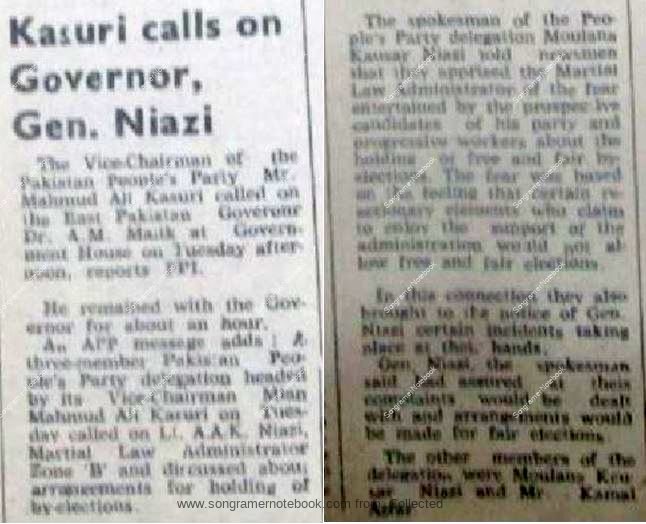 Kasuri calls on
Governor,
Gen. Niazi
The Vice-Chairman of the
Pakistan People's Party Mr.
Mahmud Ali Kasuri called on
the East Pakistan Governor
Dr. A.M. Malik at Govern-
ment House on Tuesday after-
noon, reports PPI.
He remained with the Gov-
ernor for about an hour.
An APP message adds : A
three-member Pakistan Peo-
ple's Party delegation headed
by its Vice-Chairman Mian
Mahmud Ali Kasuri on Tues-
day called on Lt. A.A.K. Niazi,
Martial Law Administrator
Zone 'B' and discussed about
arrangements for holding of
by-elections.
The spokesman of the Peo-
ple's Party delegation Moulana
Kausar Niazi told newsmen
that they apprised the Martial
Law Administrator of the fear
entertained by the prospective
candidates of his party and
progressive workers about the
holding of free and fair by-
election. The fear was based
on the feeling that certain re-
actionary elements who claim
to enjoy the support of the
administration would not al-
low free and fair elections.
In this connection they also
brought to the notice of Gen.
Niazi certain incidents taking
place at their hands.
Gen. Niazi, the spokesman
said had assured that their
complaints would be dealt
with and arrangements would
be made for fair elections.
The other members of the
delegation were Moulana Kau-
sar Niazi and Mr. Kamal
Azfar
www.songramernotebook.com from: Collected